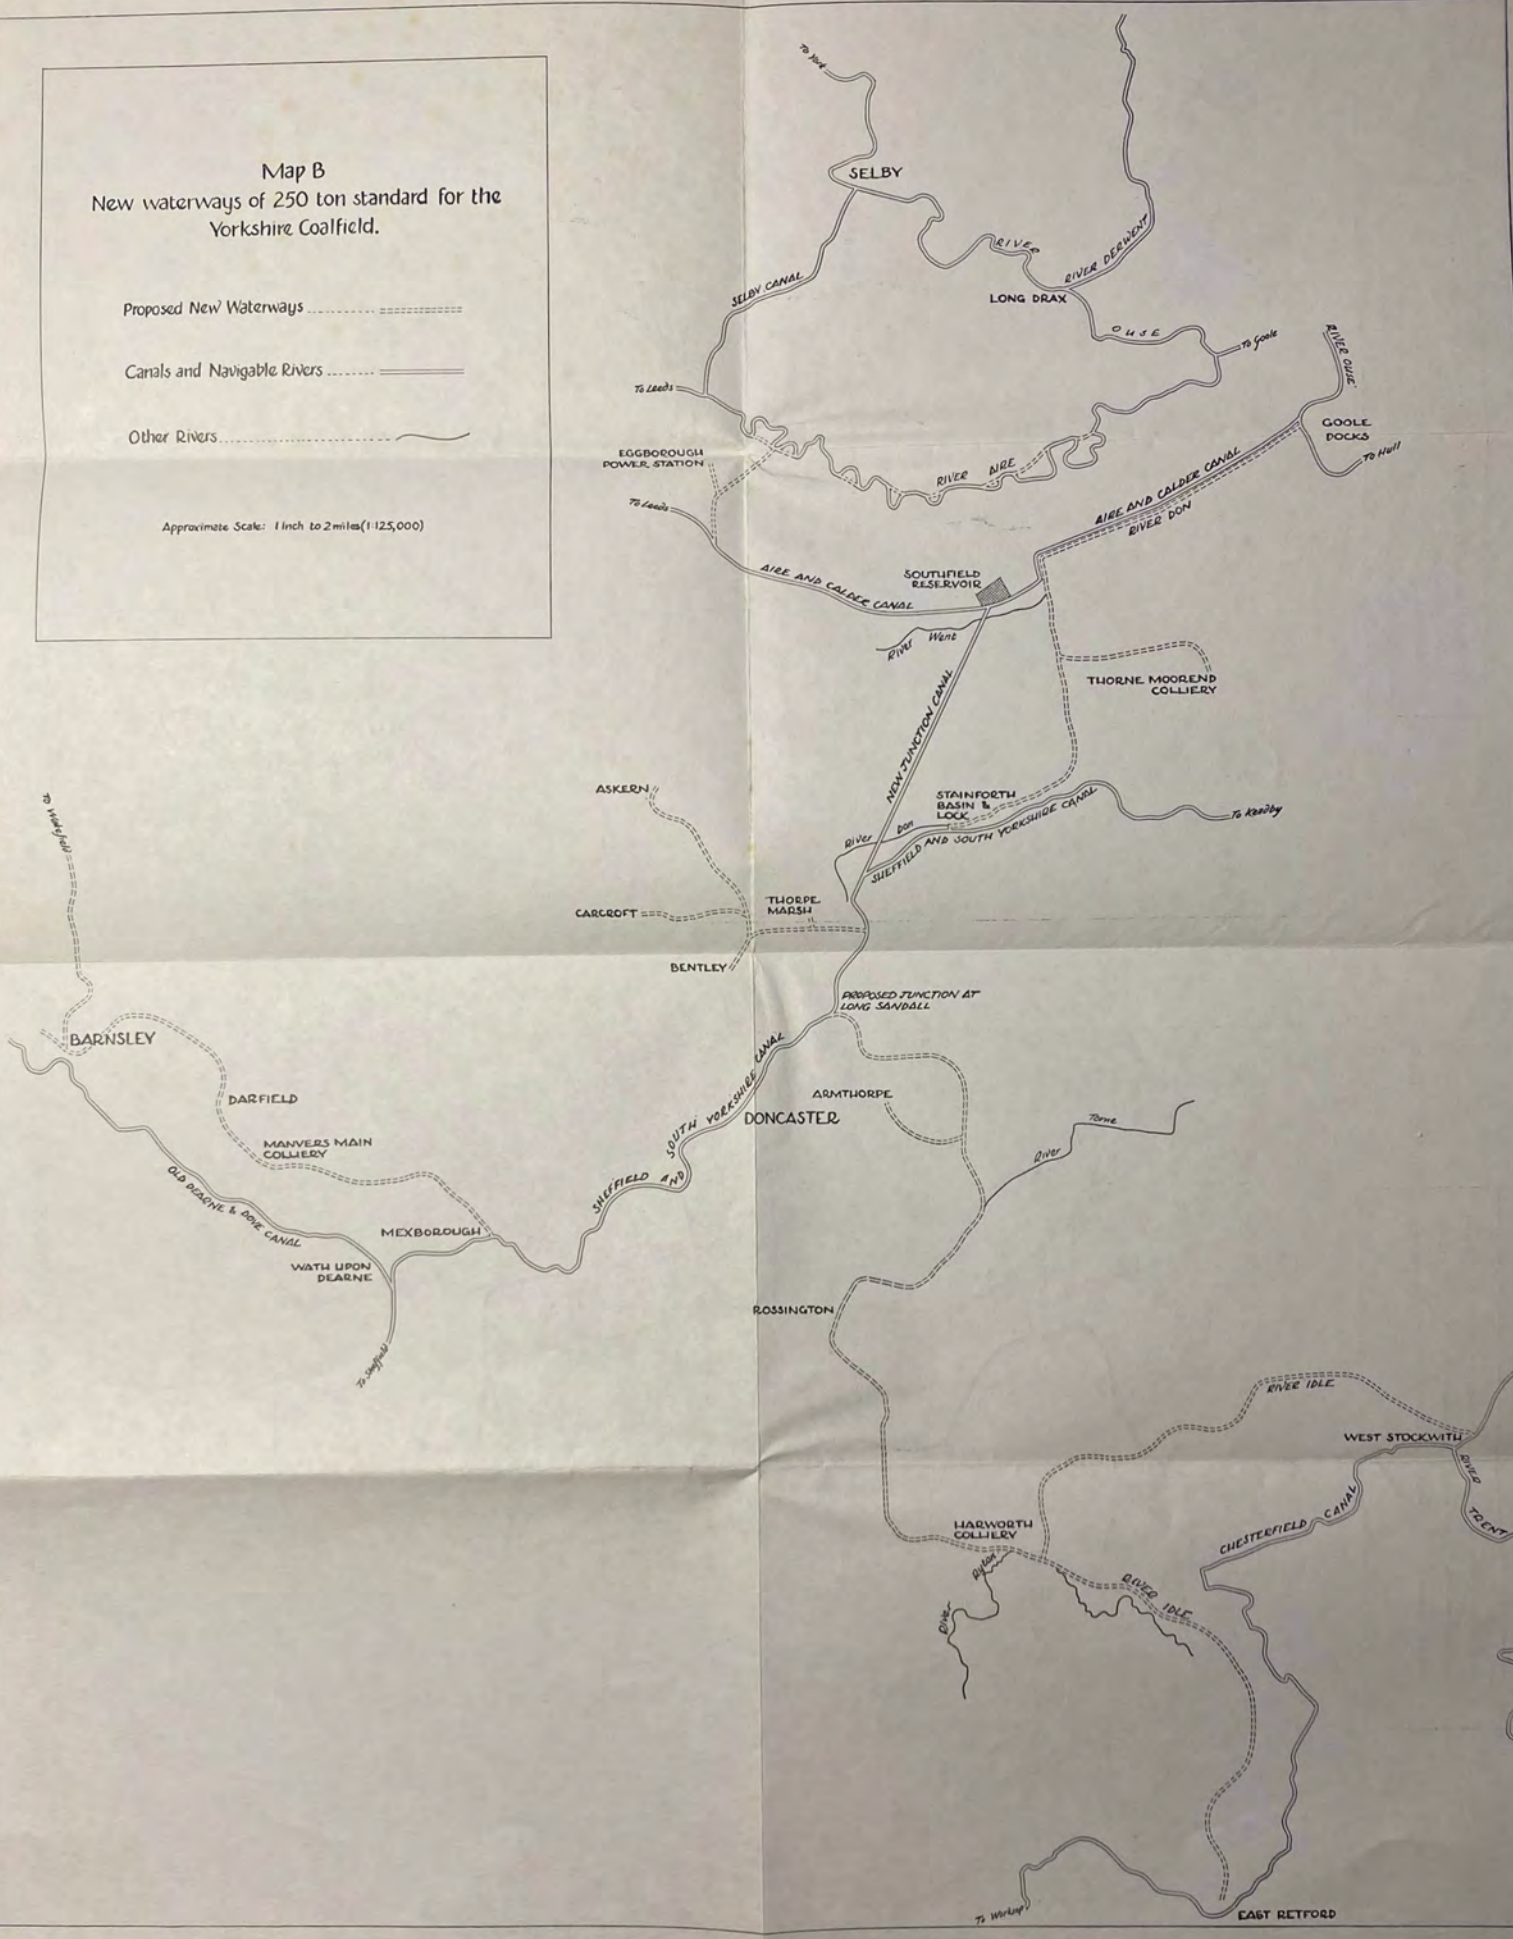 Map B
New waterways of 250 ton standard for the
Yorkshire Coalfield.
Proposed New Waterways
Canals and Navigable Rivers
Other Rivers
Approximate Scale: 1 Inch to 2 miles (1:125,000)
To York
SELBY
RIVER
RIVER DERWENT
SELBY CANAL
LONG DRAX
OUSE
To Goole
RIVER OUSE
To Leeds
GOOLE
DOCKS
To Hull
EGGBOROUGH
POWER STATION
RIVER AIRE
To Leeds
AIRE AND CALDER CANAL
RIVER DON
AIRE AND CALDER CANAL
SOUTHFIELD
RESERVOIR
River Went
THORNE MOOREND
COLLIERY
NEW JUNCTION CANAL
ASKERN
STAINFORTH
BASIN &
LOCK
To Keadby
River Don
SHEFFIELD AND SOUTH YORKSHIRE CANAL
To Wakefield
CARCROFT
THORPE
MARSH
BENTLEY
PROPOSED JUNCTION AT
LONG SANDALL
BARNSLEY
DARFIELD
ARMTHORPE
DONCASTER
River Torne
MANVERS MAIN
COLLIERY
SHEFFIELD AND SOUTH YORKSHIRE CANAL
OLD DEARNE & DOVE CANAL
MEXBOROUGH
WATH UPON
DEARNE
ROSSINGTON
To Sheffield
RIVER IDLE
WEST STOCKWITH
RIVER TRENT
CHESTERFIELD CANAL
HARWORTH
COLLIERY
River Ryton
RIVER IDLE
To Worksop
EAST RETFORD